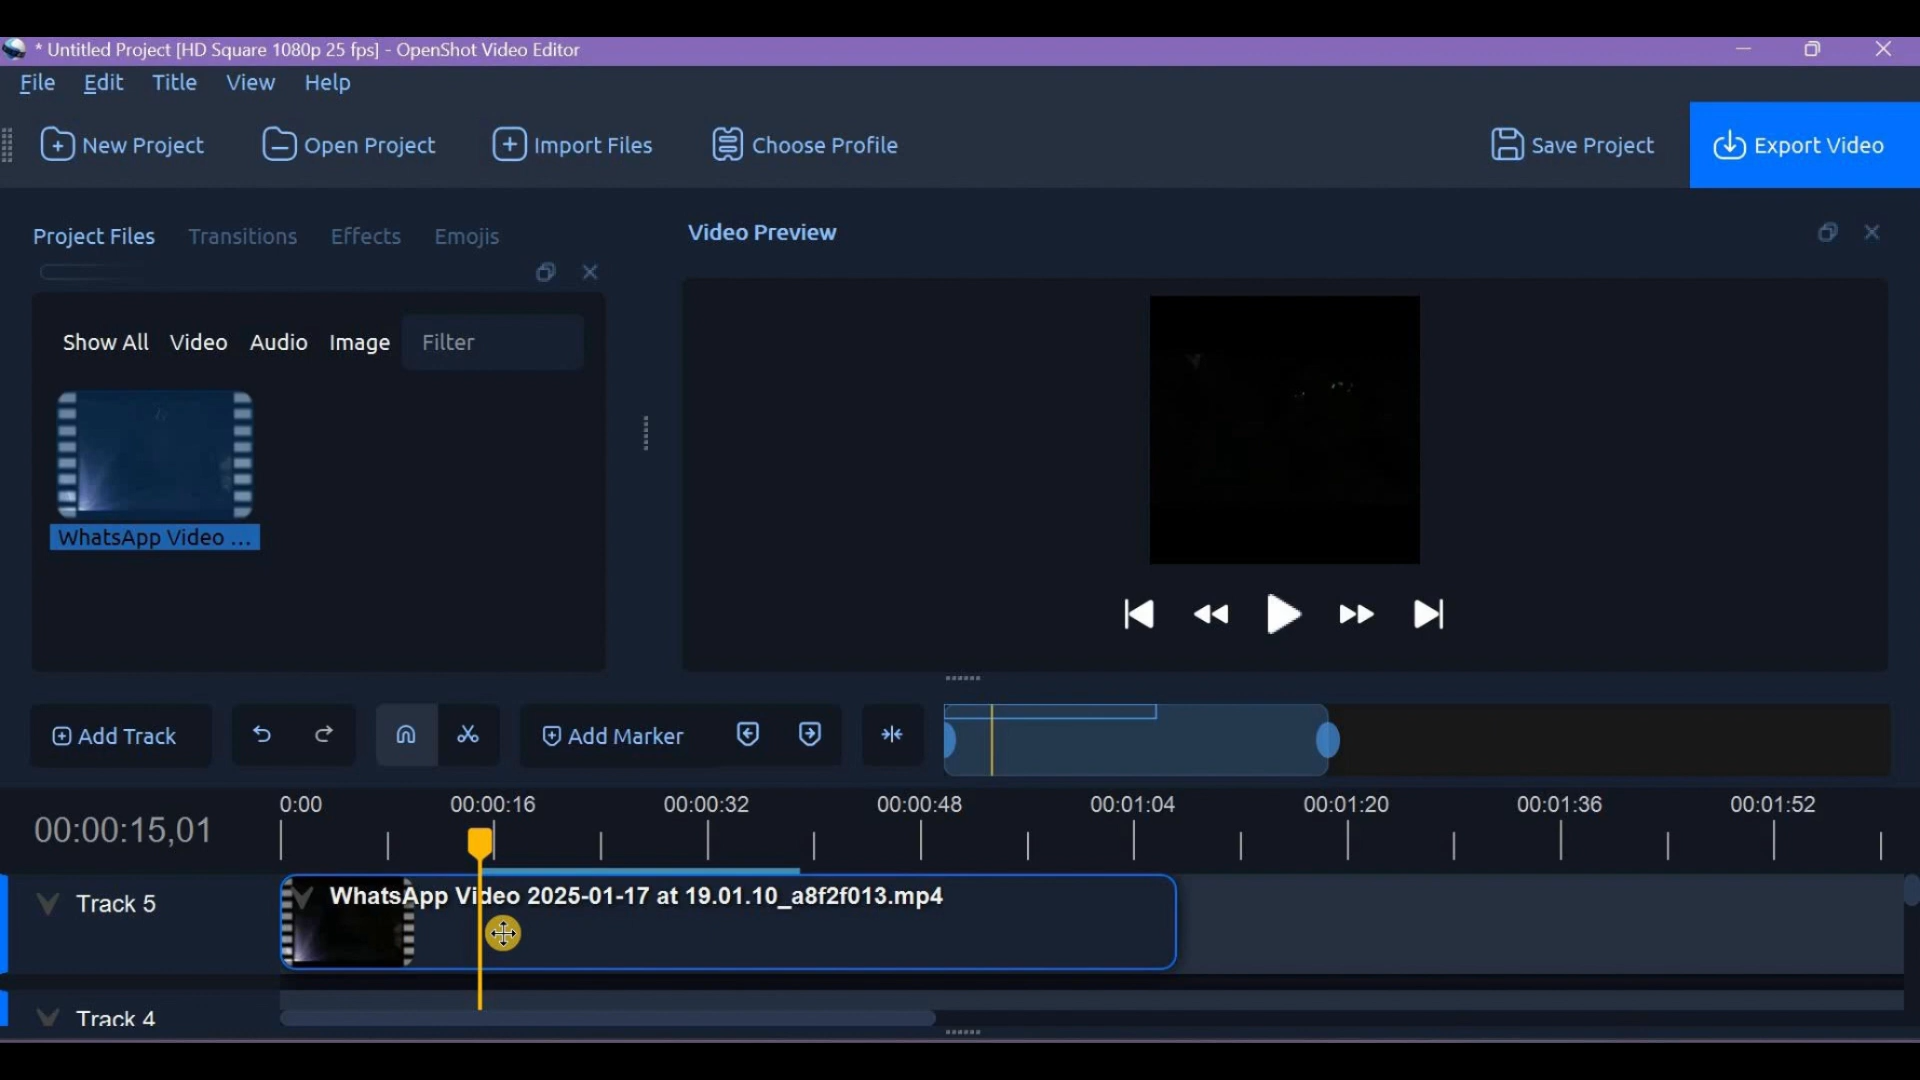 * Untitled Project [HD Square 1080p 25 fps] - OpenShot Video Editor
File Edit Title View Help
New Project Open Project Import Files Choose Profile Save Project Export Video
Project Files Transitions Effects Emojis
Video Preview
Show All Video Audio Image Filter
WhatsApp Video ...
Add Track Add Marker
00:00:15,01
0:00 00:00:16 00:00:32 00:00:48 00:01:04 00:01:20 00:01:36 00:01:52
Track 5
WhatsApp Video 2025-01-17 at 19.01.10_a8f2f013.mp4
Track 4